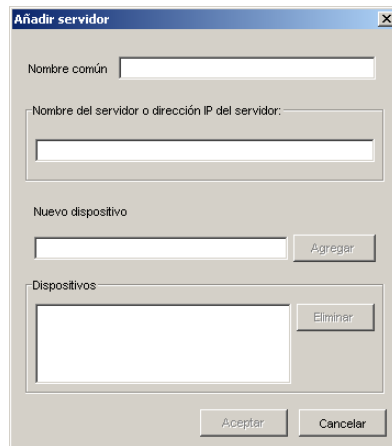 Añadir servidor
Nombre común
Nombre del servidor o dirección IP del servidor:
Nuevo dispositivo
Agregar
Dispositivos
Eliminar
Aceptar
Cancelar